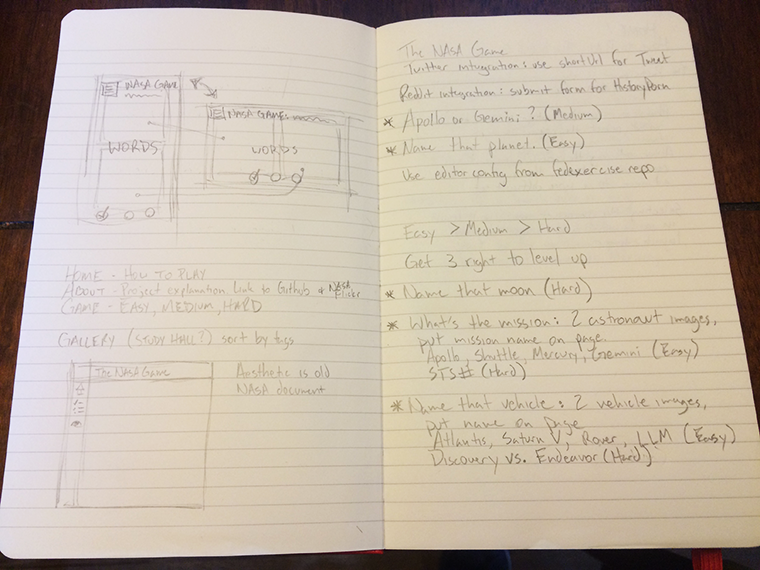 NASA GAME
WORDS
NASA GAMES
WORDS
HOME - HOW TO PLAY
ABOUT - Project explanation Link to Github & NASA Flickr
GAME - EASY, MEDIUM, HARD
GALLERY (STUDY HALL?) sort by tags
The NASA Game
Aesthetic is old
NASA document
The NASA Game
Twitter integration: use shortUrl for Tweet
Reddit integration: submit form for HistoryPorn
* Apollo or Gemini? (Medium)
* Name that planet. (Easy)
Use editor config from fedexercise repo
Easy > Medium > Hard
Get 3 right to level up
* Name that moon (Hard)
* What's the mission: 2 astronaut images,
put mission name on page.
Apollo, Shuttle, Mercury, Gemini (Easy)
STS# (Hard)
* Name that vehicle: 2 vehicle images,
put name on page
Atlantis, Saturn V, Rover, LLM (Easy)
Discovery vs. Endeavor (Hard)